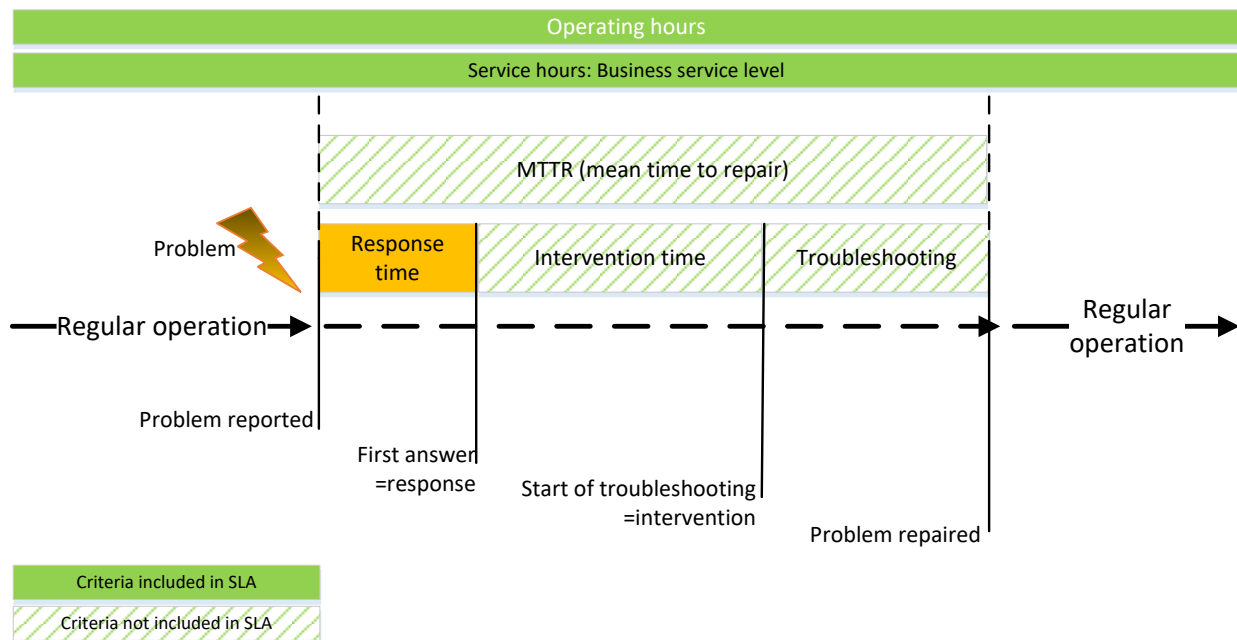 Operating hours
Service hours: Business service level
MTTR (mean time to repair)
Problem
Response
time
Intervention time
Troubleshooting
Regular operation
Regular
operation
Problem reported
First answer
=response
Start of troubleshooting
=intervention
Problem repaired
Criteria included in SLA
Criteria not included in SLA